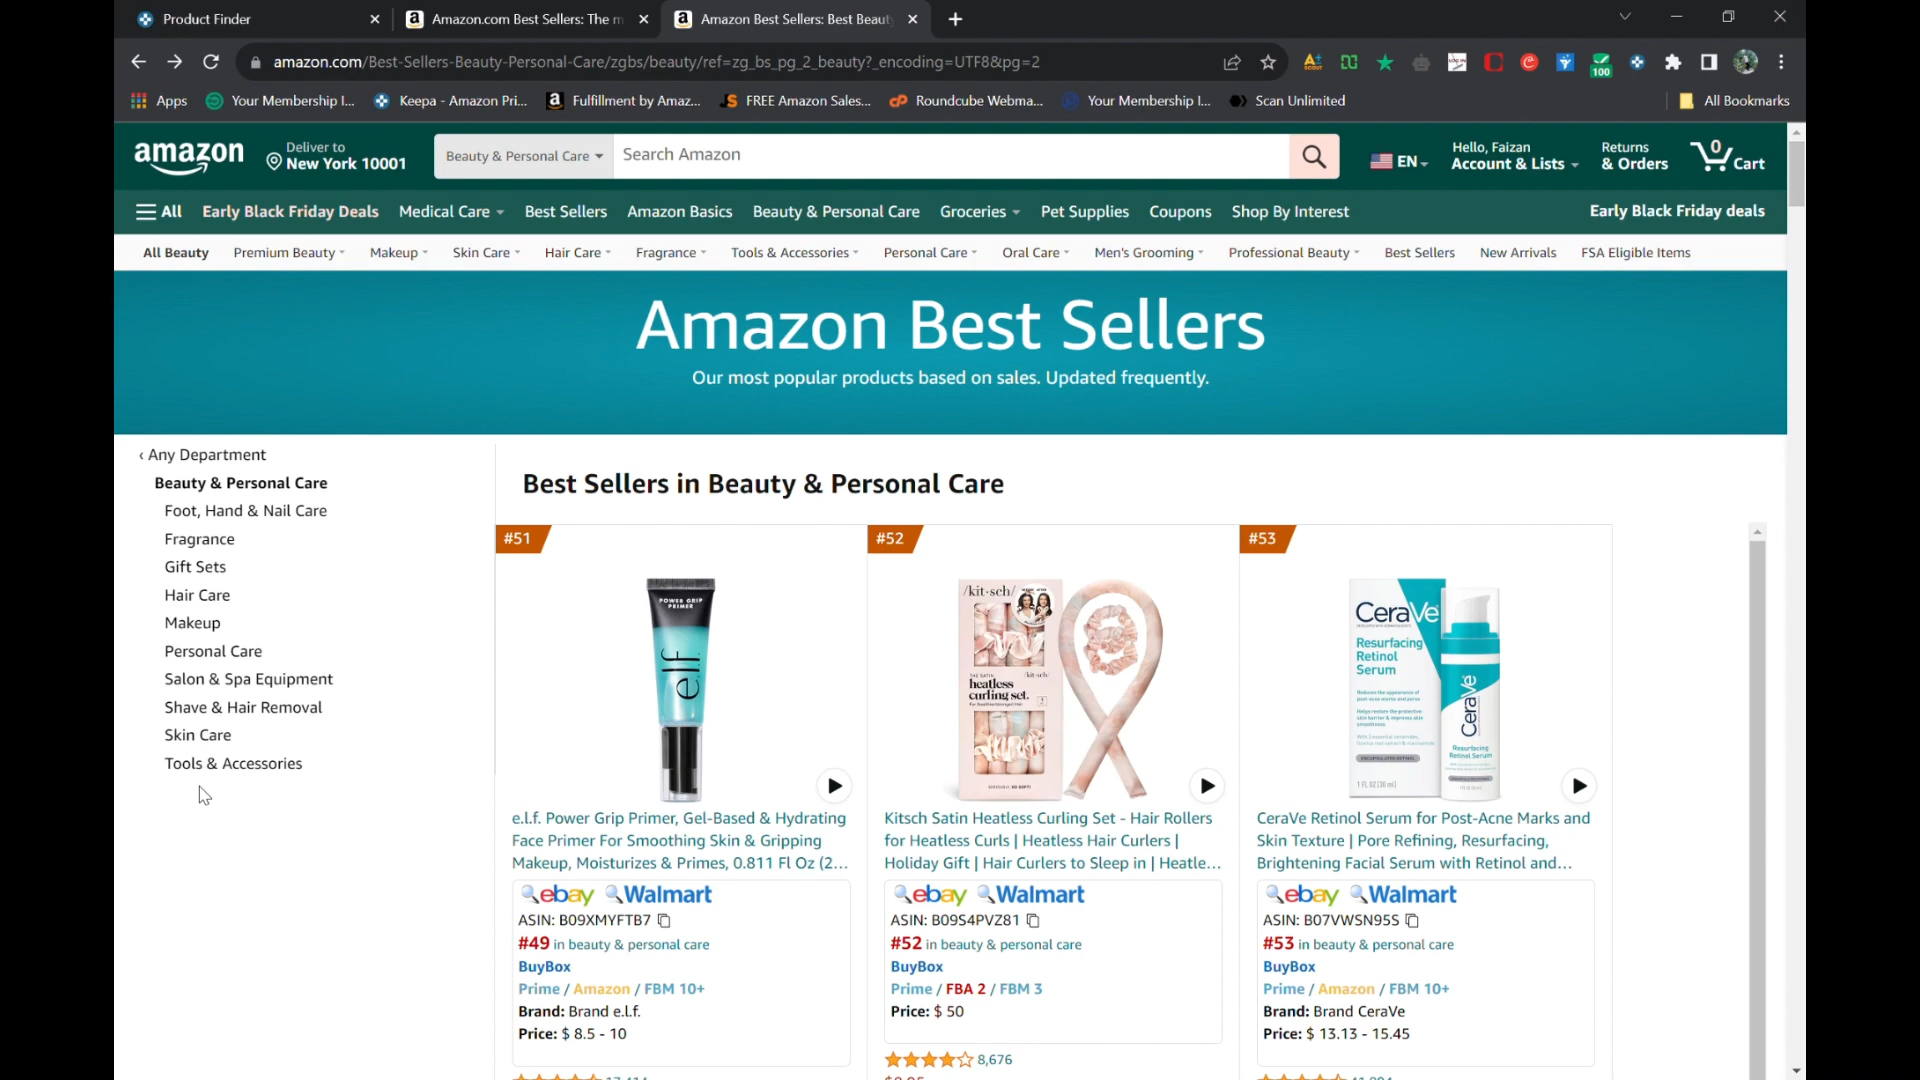 Product Finder
Amazon.com Best Sellers: The m
Amazon Best Sellers: Best Beaut
amazon.com/Best-Sellers-Beauty-Personal-Care/zgbs/beauty/ref=zg_bs_pg_2_beauty?_encoding=UTF8&pg=2
100
Apps
Your Membership I...
Keepa - Amazon Pri...
Fulfillment by Amaz...
FREE Amazon Sales...
Roundcube Webma...
Your Membership I...
Scan Unlimited
All Bookmarks
amazon
Deliver to
New York 10001
Beauty & Personal Care
Search Amazon
EN
Hello, Faizan
Account & Lists
Returns
& Orders
0
Cart
All
Early Black Friday Deals
Medical Care
Best Sellers
Amazon Basics
Beauty & Personal Care
Groceries
Pet Supplies
Coupons
Shop By Interest
Early Black Friday deals
All Beauty
Premium Beauty
Makeup
Skin Care
Hair Care
Fragrance
Tools & Accessories
Personal Care
Oral Care
Men's Grooming
Professional Beauty
Best Sellers
New Arrivals
FSA Eligible Items
Amazon Best Sellers
Our most popular products based on sales. Updated frequently.
‹ Any Department
Beauty & Personal Care
Foot, Hand & Nail Care
Fragrance
Gift Sets
Hair Care
Makeup
Personal Care
Salon & Spa Equipment
Shave & Hair Removal
Skin Care
Tools & Accessories
Best Sellers in Beauty & Personal Care
#51
POWER GRIP
PRIMER
elf
e.l.f. Power Grip Primer, Gel-Based & Hydrating
Face Primer For Smoothing Skin & Gripping
Makeup, Moisturizes & Primes, 0.811 Fl Oz (2...
ebay Walmart
ASIN: B09XMYFTB7
#49 in beauty & personal care
BuyBox
Prime / Amazon / FBM 10+
Brand: Brand e.l.f.
Price: $ 8.5 - 10
#52
/kit·sch/
heatless
curling set.
Kitsch Satin Heatless Curling Set - Hair Rollers
for Heatless Curls | Heatless Hair Curlers |
Holiday Gift | Hair Curlers to Sleep in | Heatle...
ebay Walmart
ASIN: B09S4PVZ81
#52 in beauty & personal care
BuyBox
Prime / FBA 2 / FBM 3
Price: $ 50
8,676
#53
CeraVe
Resurfacing
Retinol
Serum
CeraVe
Resurfacing
Retinol Serum
CeraVe Retinol Serum for Post-Acne Marks and
Skin Texture | Pore Refining, Resurfacing,
Brightening Facial Serum with Retinol and...
ebay Walmart
ASIN: B07VWSN95S
#53 in beauty & personal care
BuyBox
Prime / Amazon / FBM 10+
Brand: Brand CeraVe
Price: $ 13.13 - 15.45